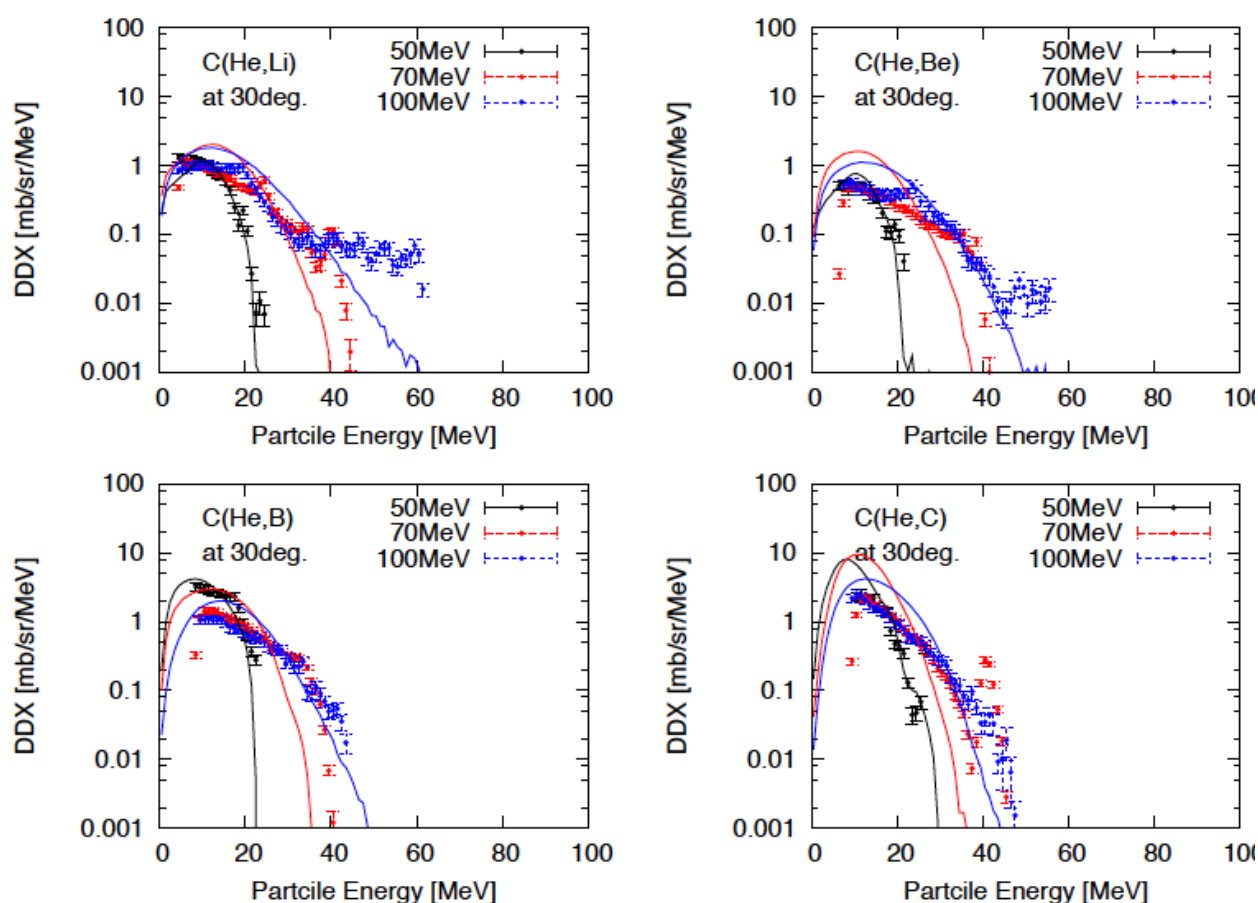 100
10
1
0.1
0.01
0.001
DDX [mb/sr/MeV]
C(He,Li)
at 30deg.
50MeV
70MeV
100MeV
0 20 40 60 80 100
Partcile Energy [MeV]
100
10
1
0.1
0.01
0.001
DDX [mb/sr/MeV]
C(He,Be)
at 30deg.
50MeV
70MeV
100MeV
0 20 40 60 80 100
Partcile Energy [MeV]
100
10
1
0.1
0.01
0.001
DDX [mb/sr/MeV]
C(He,B)
at 30deg.
50MeV
70MeV
100MeV
0 20 40 60 80 100
Partcile Energy [MeV]
100
10
1
0.1
0.01
0.001
DDX [mb/sr/MeV]
C(He,C)
at 30deg.
50MeV
70MeV
100MeV
0 20 40 60 80 100
Partcile Energy [MeV]